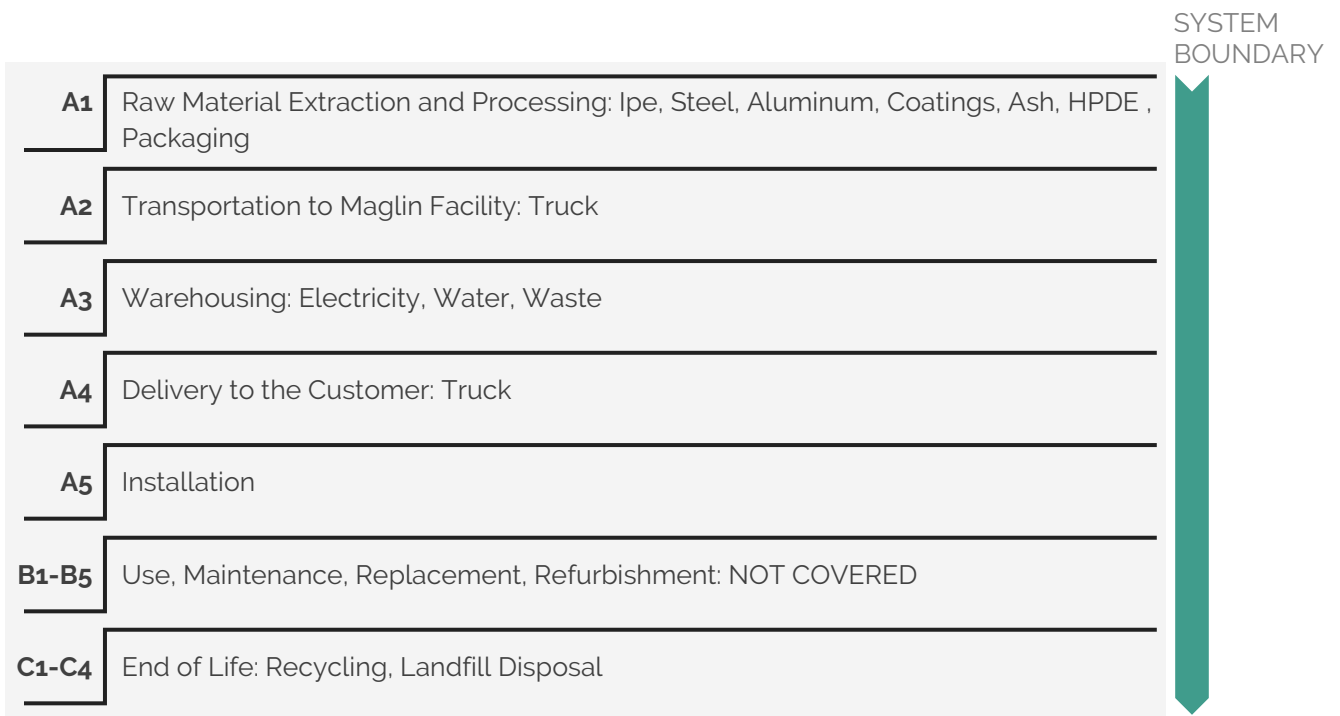 SYSTEM
BOUNDARY
A1 Raw Material Extraction and Processing: Ipe, Steel, Aluminum, Coatings, Ash, HPDE ,
Packaging
A2 Transportation to Maglin Facility: Truck
A3 Warehousing: Electricity, Water, Waste
A4 Delivery to the Customer: Truck
A5 Installation
B1-B5 Use, Maintenance, Replacement, Refurbishment: NOT COVERED
C1-C4 End of Life: Recycling, Landfill Disposal